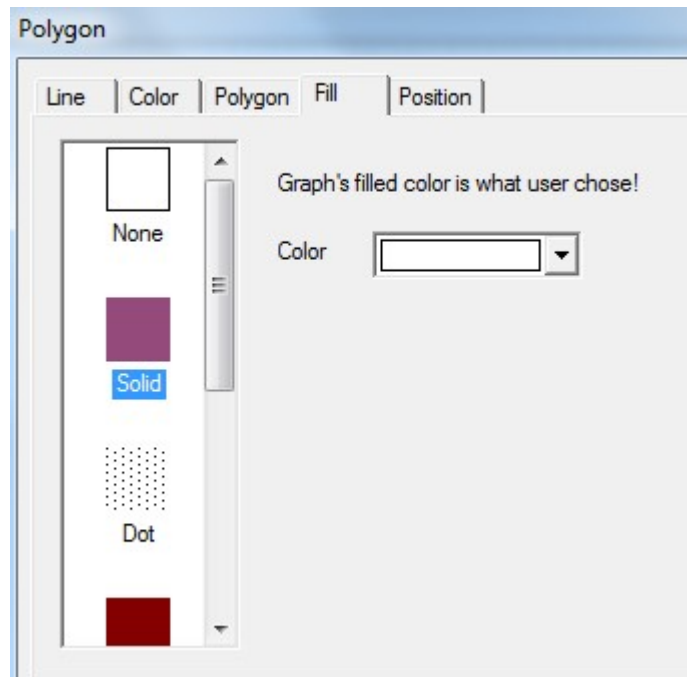 Polygon
Line Color Polygon Fill Position
Graph's filled color is what user chose!
None
Color
Solid
Dot